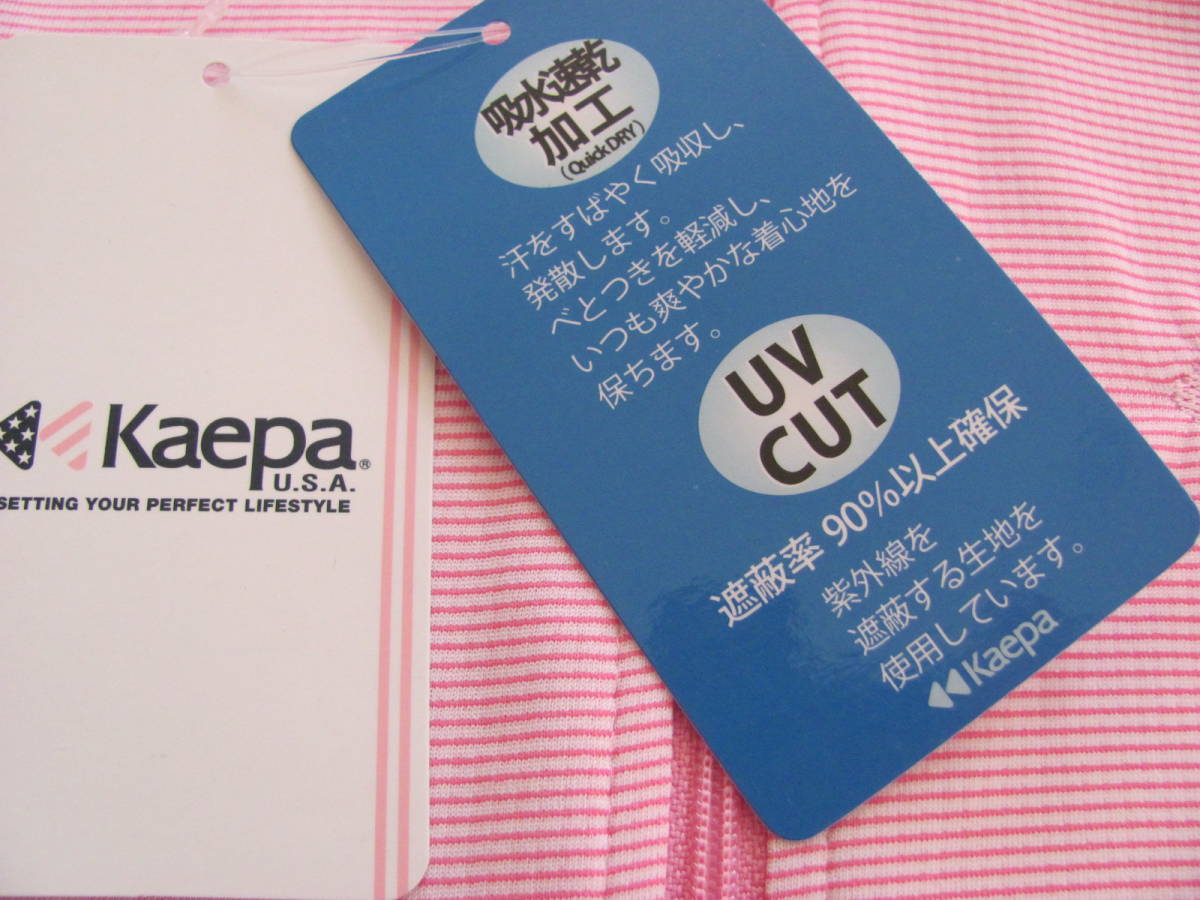 Kaepa®
U.S.A.
SETTING YOUR PERFECT LIFESTYLE
吸水速乾
加工
(Quick DRY)
汗をすばやく吸収し、
発散します。
べとつきを軽減し、
いつも爽やかな着心地を
保ちます。
UV
CUT
遮蔽率 90%以上確保
紫外線を
遮蔽する生地を
使用しています。
Kaepa